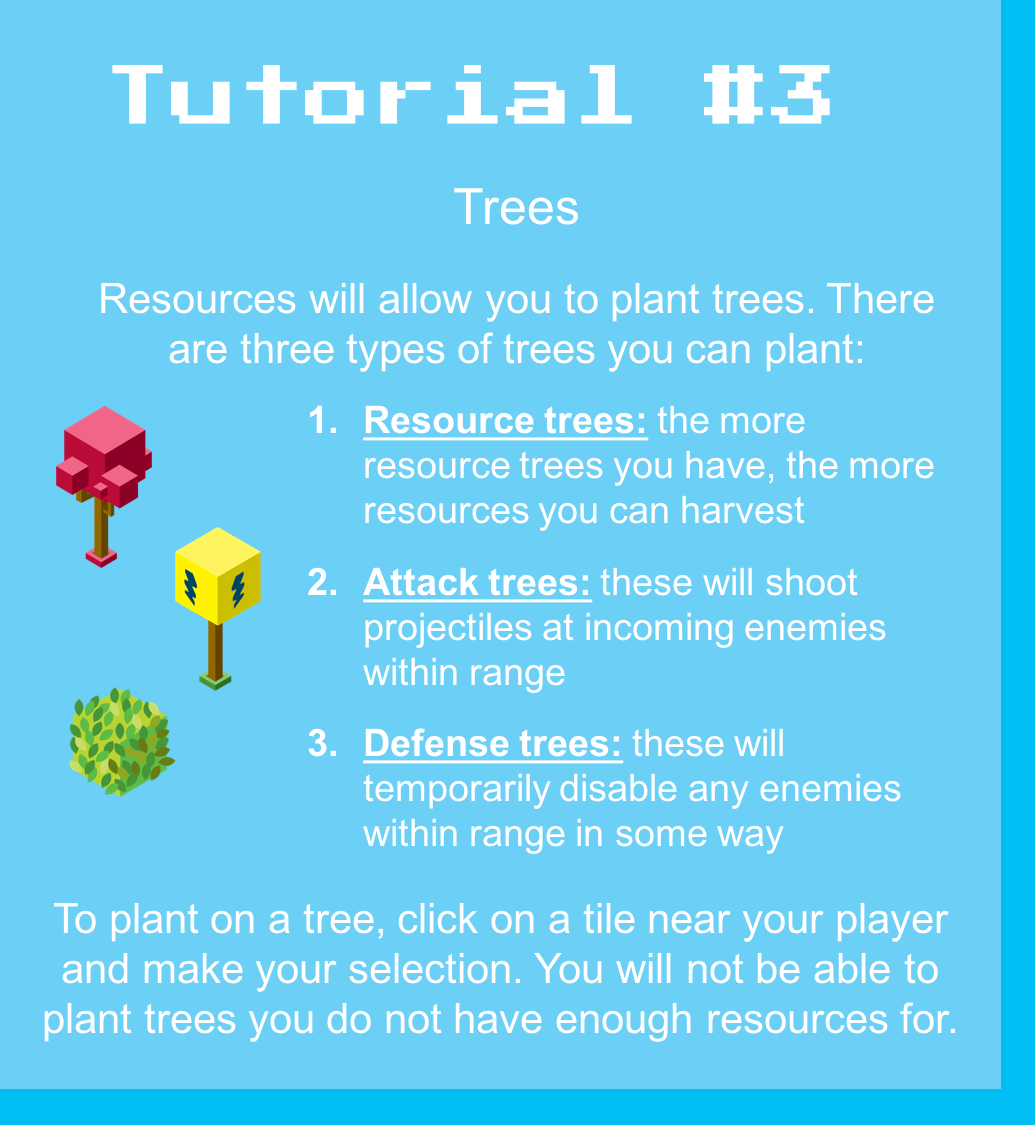 Tutorial #3
Trees
Resources will allow you to plant trees. There
are three types of trees you can plant:
1. Resource trees: the more
resource trees you have, the more
resources you can harvest
2. Attack trees: these will shoot
projectiles at incoming enemies
within range
3. Defense trees: these will
temporarily disable any enemies
within range in some way
To plant on a tree, click on a tile near your player
and make your selection. You will not be able to
plant trees you do not have enough resources for.